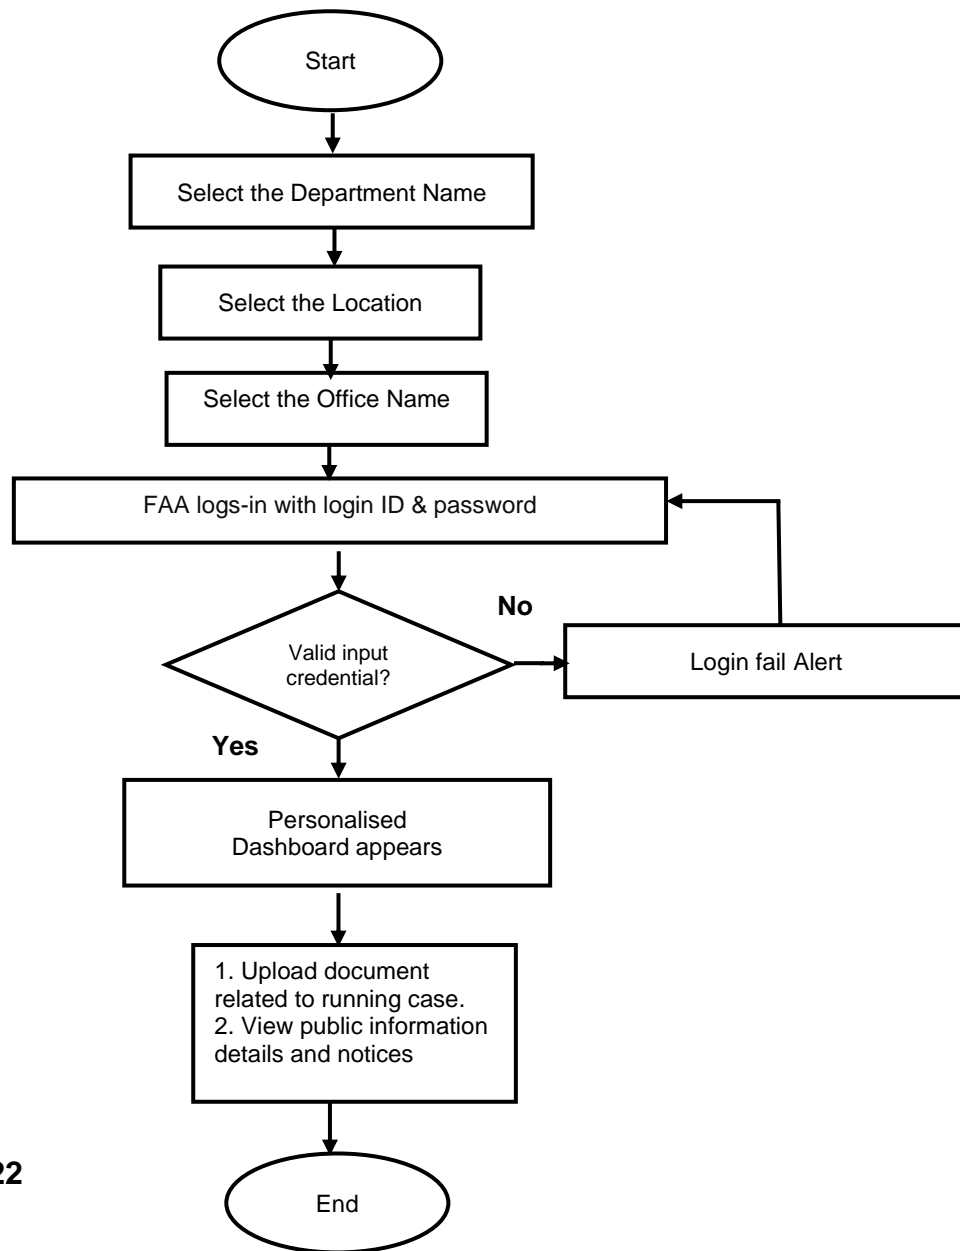 Start
Select the Department Name
Select the Location
Select the Office Name
FAA logs-in with login ID & password
No
Valid input
credential?
Login fail Alert
Yes
Personalised
Dashboard appears
1. Upload document
related to running case.
2. View public information
details and notices
22
End